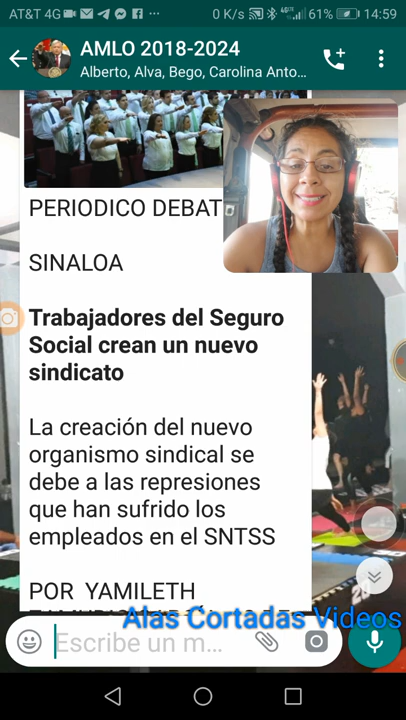 AT&T 4G
0 K/s
61%
14:59
AMLO 2018-2024
Alberto, Alva, Bego, Carolina Anto...
PERIODICO DEBAT
SINALOA
Trabajadores del Seguro
Social crean un nuevo
sindicato
La creación del nuevo
organismo sindical se
debe a las represiones
que han sufrido los
empleados en el SNTSS
POR YAMILETH
Alas Cortadas Videos
Escribe un m...